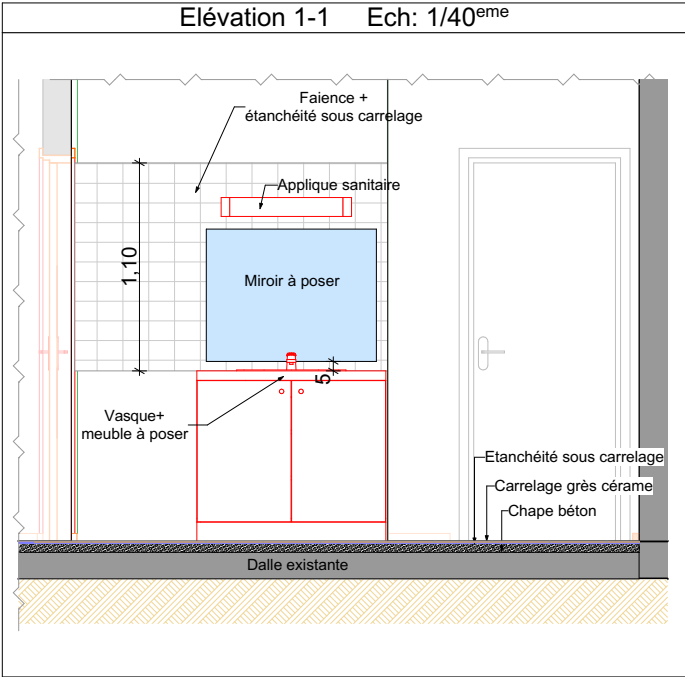 Elévation 1-1 Ech: 1/40eme
Faience +
étanchéité sous carrelage
Applique sanitaire
1,10
Miroir à poser
5
Vasque+
meuble à poser
Etanchéité sous carrelage
Carrelage grès cérame
Chape béton
Dalle existante